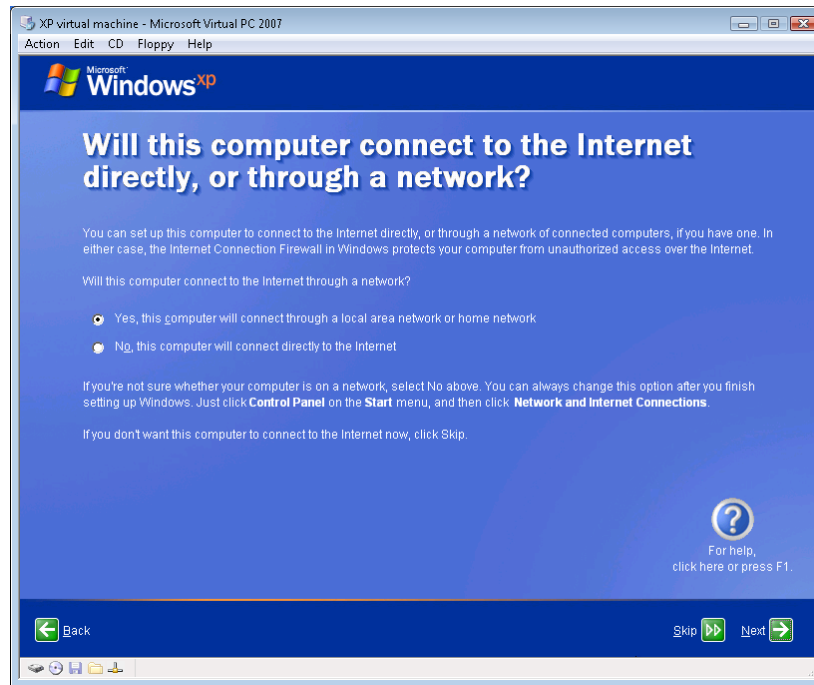 XP virtual machine - Microsoft Virtual PC 2007
Action Edit CD Floppy Help
Microsoft
Windows xp
Will this computer connect to the Internet
directly, or through a network?
You can set up this computer to connect to the Internet directly, or through a network of connected computers, if you have one. In
either case, the Internet Connection Firewall in Windows protects your computer from unauthorized access over the Internet.
Will this computer connect to the Internet through a network?
Yes, this computer will connect through a local area network or home network
No, this computer will connect directly to the Internet
If you're not sure whether your computer is on a network, select No above. You can always change this option after you finish
setting up Windows. Just click Control Panel on the Start menu, and then click Network and Internet Connections.
If you don't want this computer to connect to the Internet now, click Skip.
For help,
click here or press F1.
Back
Skip
Next